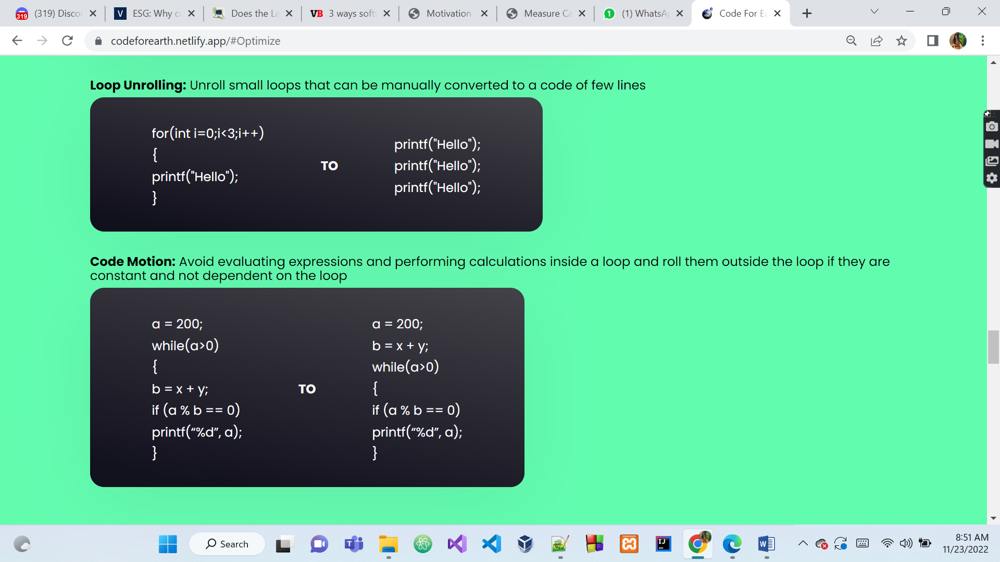 319 (319) Discor
V ESG: Why ca
Does the La
VB 3 ways soft
Motivation
Measure Ca
1 (1) WhatsAp
Code For Ea
codeforearth.netlify.app/#Optimize
Loop Unrolling: Unroll small loops that can be manually converted to a code of few lines
for(int i=0;i<3;i++)
{
printf("Hello");
}
TO
printf("Hello");
printf("Hello");
printf("Hello");
Code Motion: Avoid evaluating expressions and performing calculations inside a loop and roll them outside the loop if they are
constant and not dependent on the loop
a = 200;
while(a>0)
{
b = x + y;
if (a % b == 0)
printf(“%d”, a);
}
TO
a = 200;
b = x + y;
while(a>0)
{
if (a % b == 0)
printf(“%d”, a);
}
Search
8:51 AM
11/23/2022